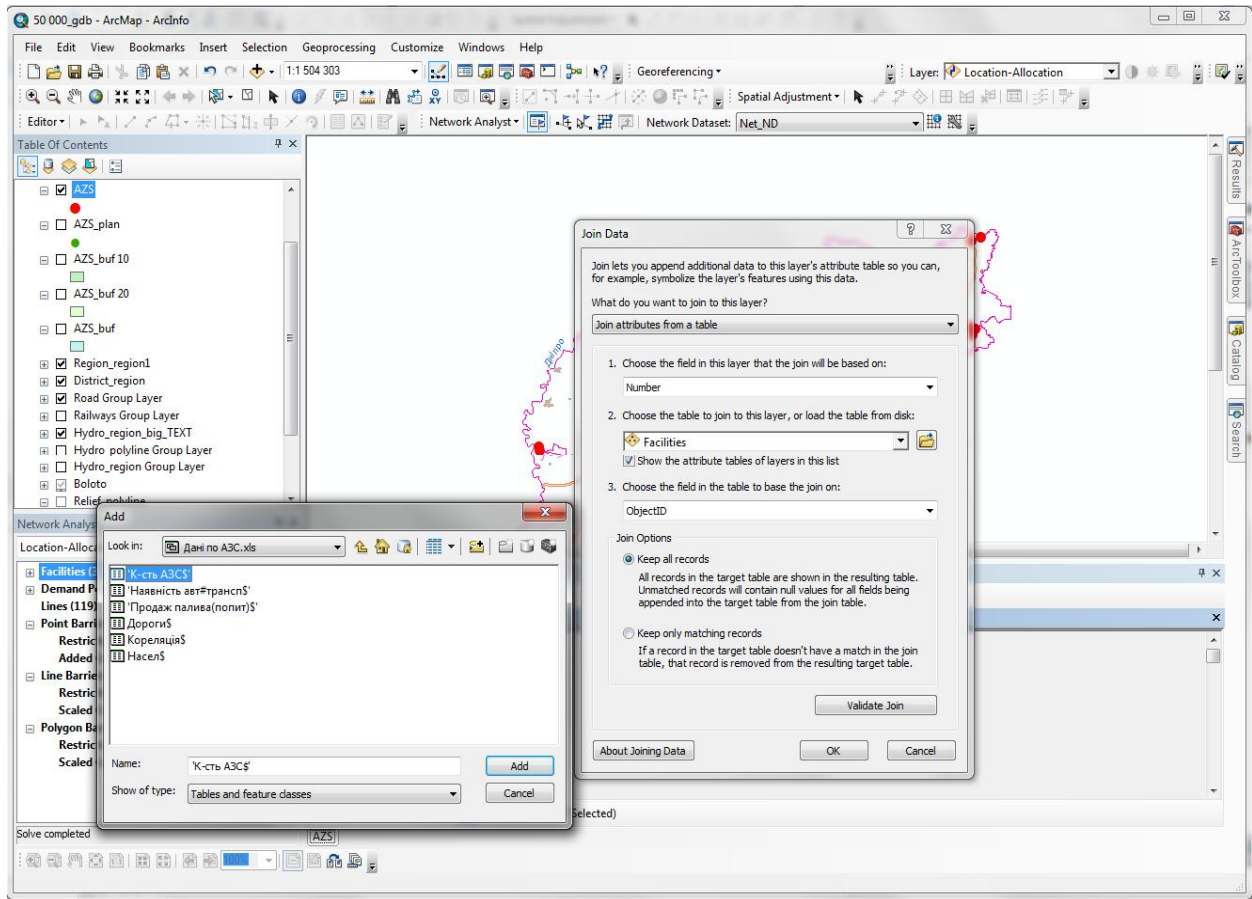 50 000_gdb - ArcMap - ArcInfo
File Edit View Bookmarks Insert Selection Geoprocessing Customize Windows Help
1:1 504 303
Georeferencing
Layer: Location-Allocation
Spatial Adjustment
Editor
Network Analyst
Network Dataset: Net_ND
Table Of Contents
AZS
AZS_plan
AZS_buf 10
AZS_buf 20
AZS_buf
Region_region1
District_region
Road Group Layer
Railways Group Layer
Hydro_region_big_TEXT
Hydro polyline Group Layer
Hydro_region Group Layer
Boloto
Relief_polyline
Дніпро
Results
ArcToolbox
Catalog
Search
Join Data
Join lets you append additional data to this layer's attribute table so you can,
for example, symbolize the layer's features using this data.
What do you want to join to this layer?
Join attributes from a table
1. Choose the field in this layer that the join will be based on:
Number
2. Choose the table to join to this layer, or load the table from disk:
Facilities
Show the attribute tables of layers in this list
3. Choose the field in the table to base the join on:
ObjectID
Join Options
Keep all records
All records in the target table are shown in the resulting table.
Unmatched records will contain null values for all fields being
appended into the target table from the join table.
Keep only matching records
If a record in the target table doesn't have a match in the join
table, that record is removed from the resulting target table.
Validate Join
About Joining Data
OK
Cancel
Network Analys
Location-Alloca
Facilities (
Demand P
Lines (119)
Point Barri
Restric
Added
Line Barrie
Restric
Scaled
Polygon Ba
Restric
Scaled
Add
Look in: Дані по АЗС.xls
'К-сть АЗС$'
'Наявність авт#трансп$'
'Продаж палива(попит)$'
Дороги$
Кореляція$
Насел$
Name: 'К-сть АЗС$'
Add
Show of type: Tables and feature classes
Cancel
Selected)
Solve completed
AZS
100%